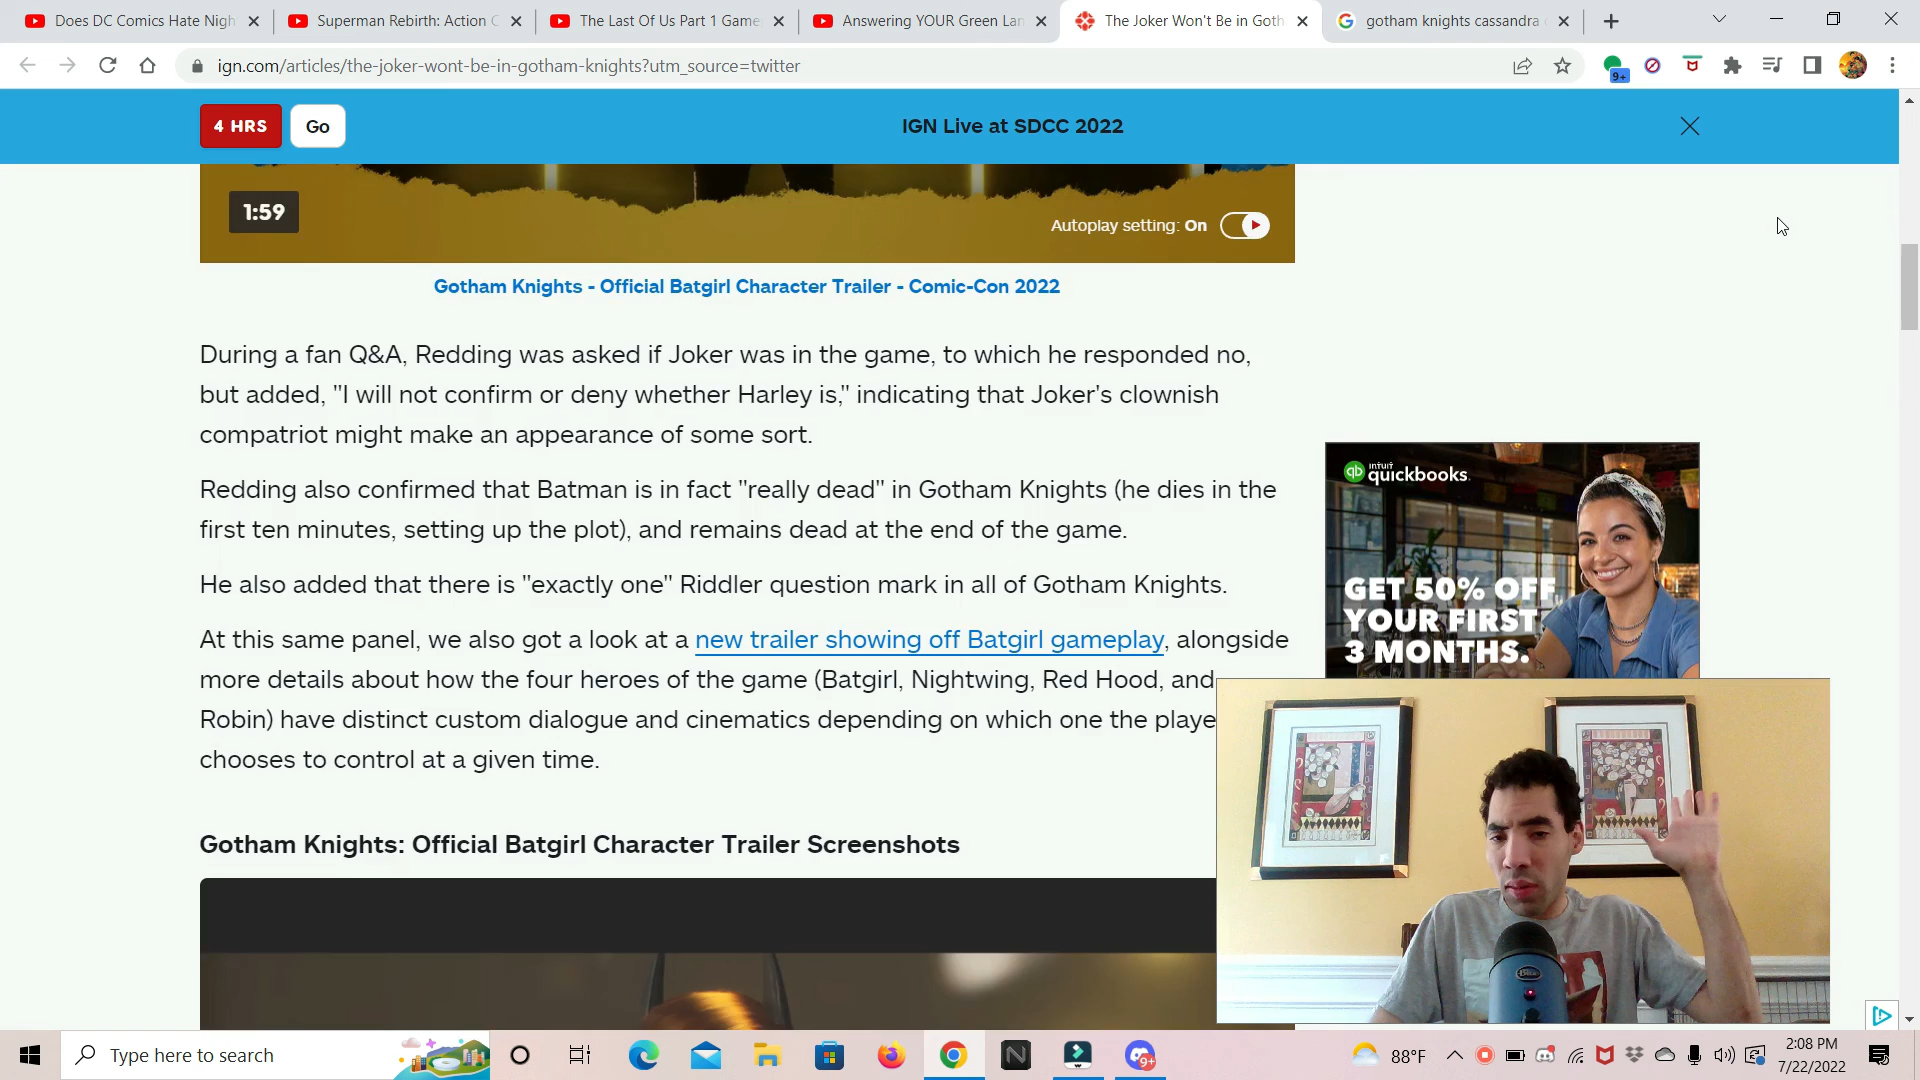 Does DC Comics Hate Nigh
Superman Rebirth: Action C
The Last Of Us Part 1 Game
Answering YOUR Green Lan
The Joker Won't Be in Goth
gotham knights cassandra
ign.com/articles/the-joker-wont-be-in-gotham-knights?utm_source=twitter
9+
4 HRS
Go
IGN Live at SDCC 2022
1:59
Autoplay setting: On
Gotham Knights - Official Batgirl Character Trailer - Comic-Con 2022
During a fan Q&A, Redding was asked if Joker was in the game, to which he responded no,
but added, "I will not confirm or deny whether Harley is," indicating that Joker's clownish
compatriot might make an appearance of some sort.
Redding also confirmed that Batman is in fact "really dead" in Gotham Knights (he dies in the
first ten minutes, setting up the plot), and remains dead at the end of the game.
He also added that there is "exactly one" Riddler question mark in all of Gotham Knights.
At this same panel, we also got a look at a new trailer showing off Batgirl gameplay, alongside
more details about how the four heroes of the game (Batgirl, Nightwing, Red Hood, and
Robin) have distinct custom dialogue and cinematics depending on which one the playe
chooses to control at a given time.
Gotham Knights: Official Batgirl Character Trailer Screenshots
qb intuit
quickbooks.
GET 50% OFF
YOUR FIRST
3 MONTHS.
Blue
Type here to search
9+
88°F
2:08 PM
7/22/2022